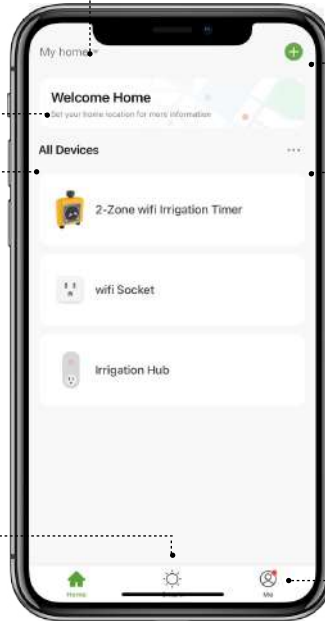 My home
Welcome Home
Set your home location for more information
All Devices
2-Zone wifi Irrigation Timer
wifi Socket
Irrigation Hub
Home
Me